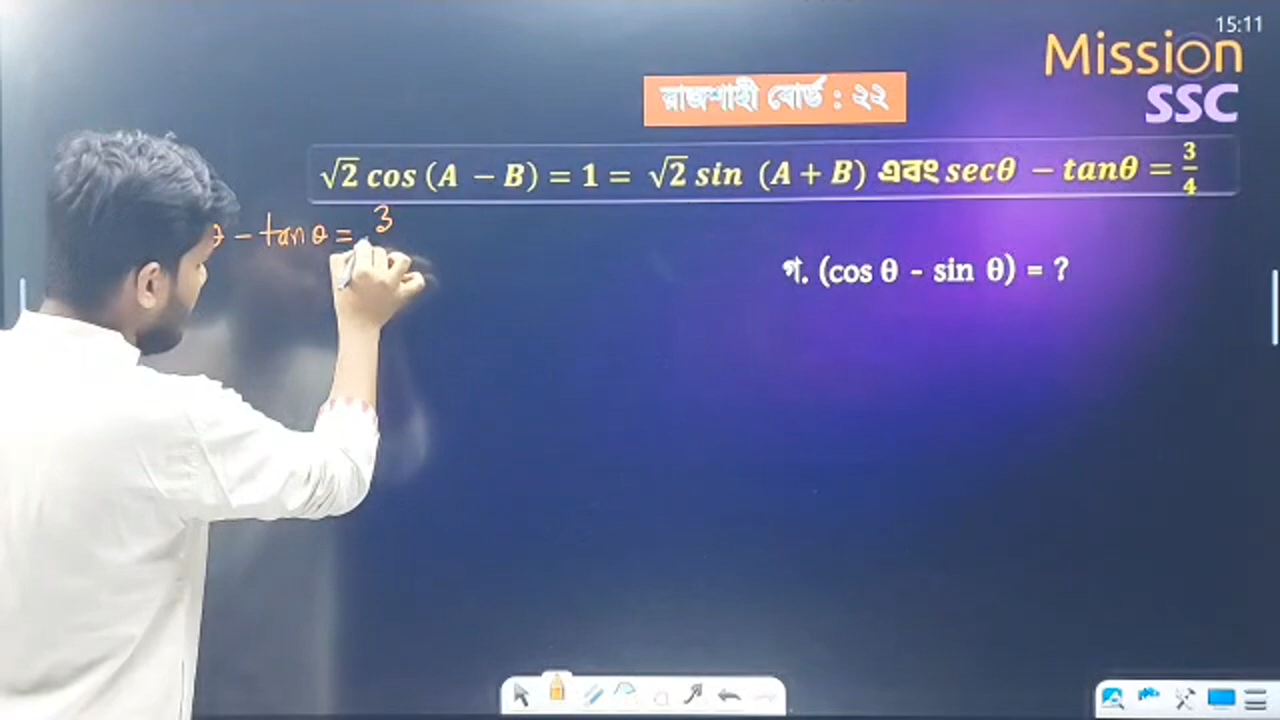 15:11
Mission
SSC
রাজশাহী বোর্ড : ২২
√2 cos (A − B) = 1 = √2 sin (A + B) এবং secθ − tanθ = 3/4
− tan θ = 3
গ. (cos θ - sin θ) = ?